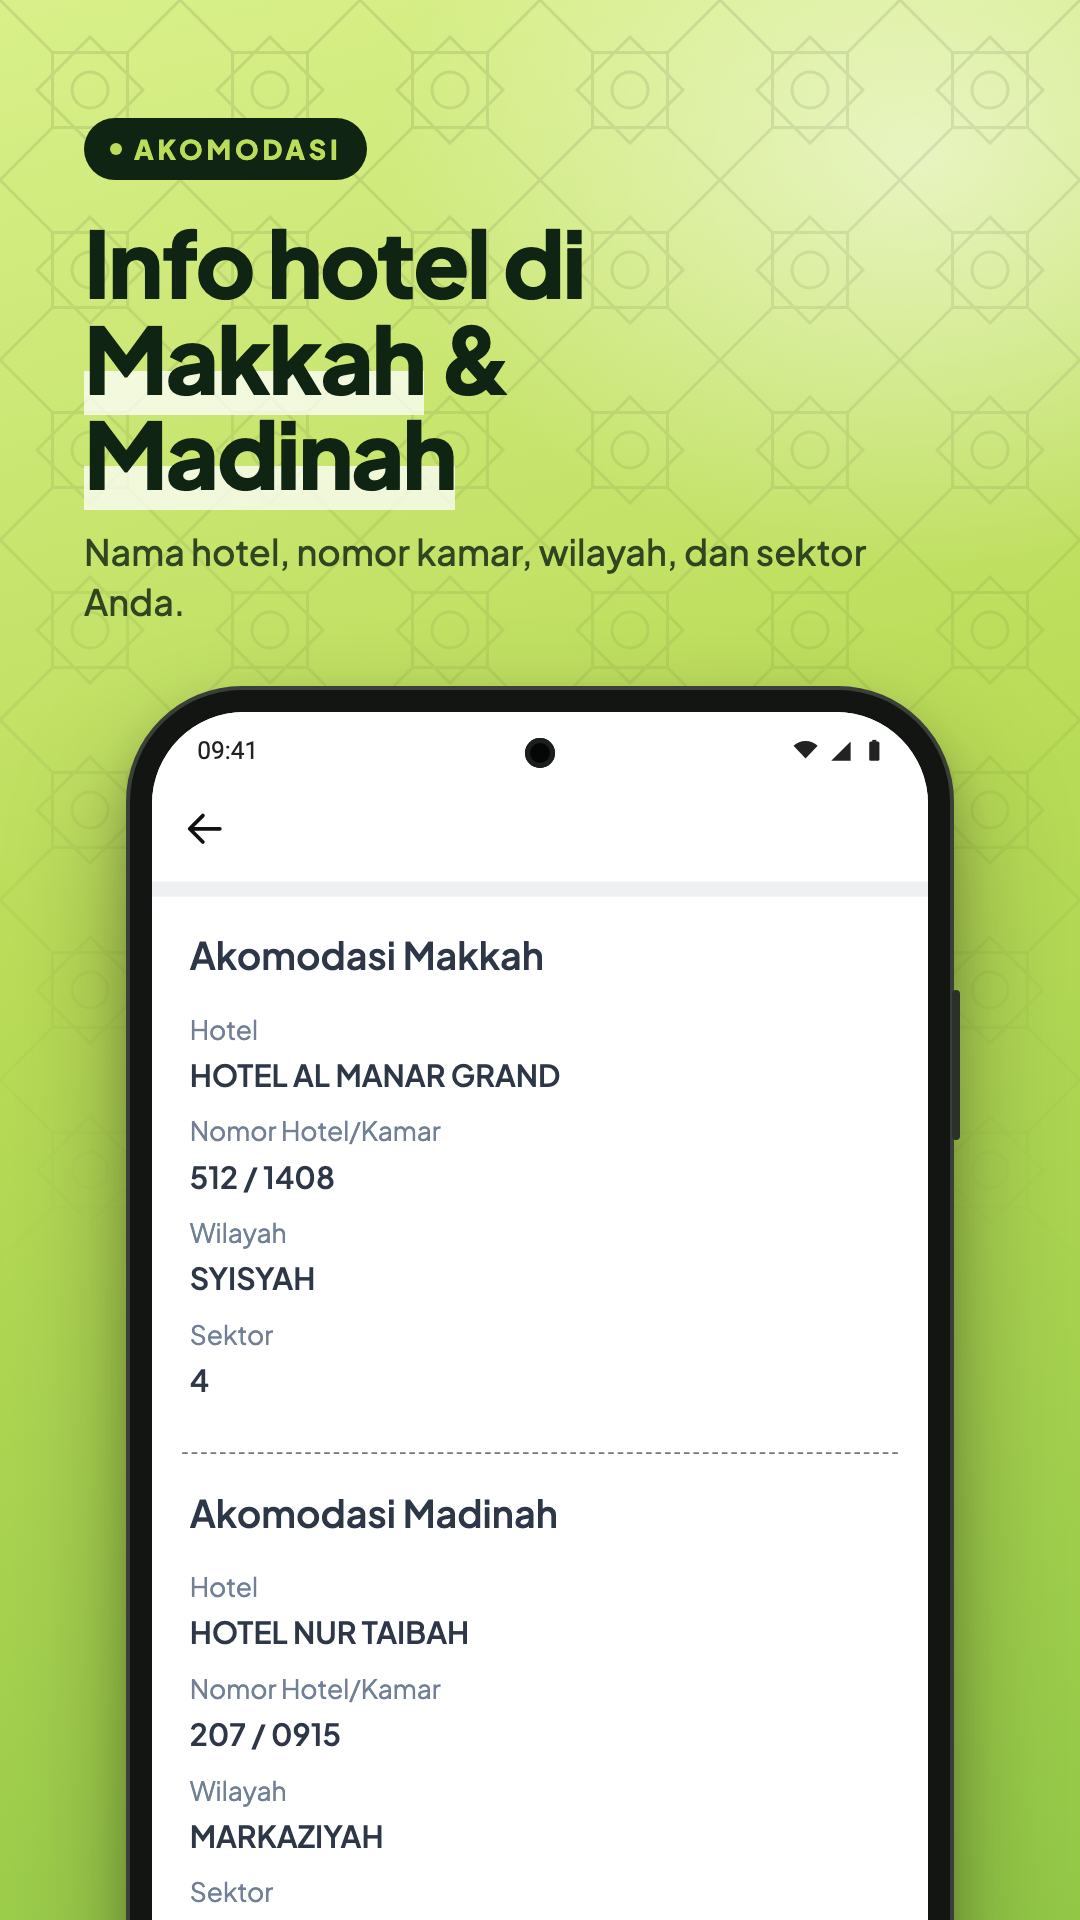 AKOMODASI
Info hotel di
Makkah &
Madinah
Nama hotel, nomor kamar, wilayah, dan sektor
Anda.
09:41
Akomodasi Makkah
Hotel
HOTEL AL MANAR GRAND
Nomor Hotel/Kamar
512 / 1408
Wilayah
SYISYAH
Sektor
4
Akomodasi Madinah
Hotel
HOTEL NUR TAIBAH
Nomor Hotel/Kamar
207 / 0915
Wilayah
MARKAZIYAH
Sektor